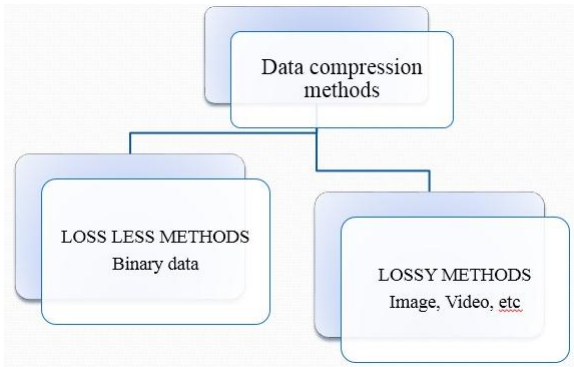 Data compression
methods
LOSS LESS METHODS
Binary data
LOSSY METHODS
Image, Video, etc